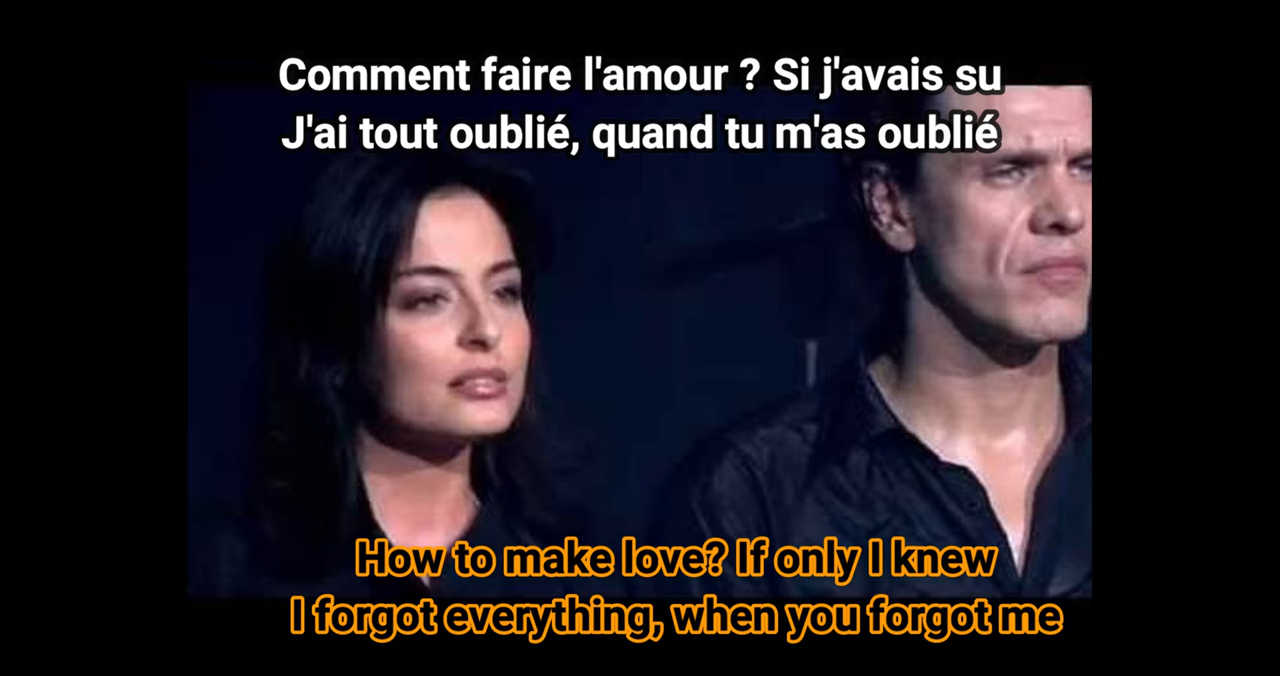 Comment faire l'amour ? Si j'avais su
J'ai tout oublié, quand tu m'as oublié
How to make love? If only I knew
I forgot everything, when you forgot me